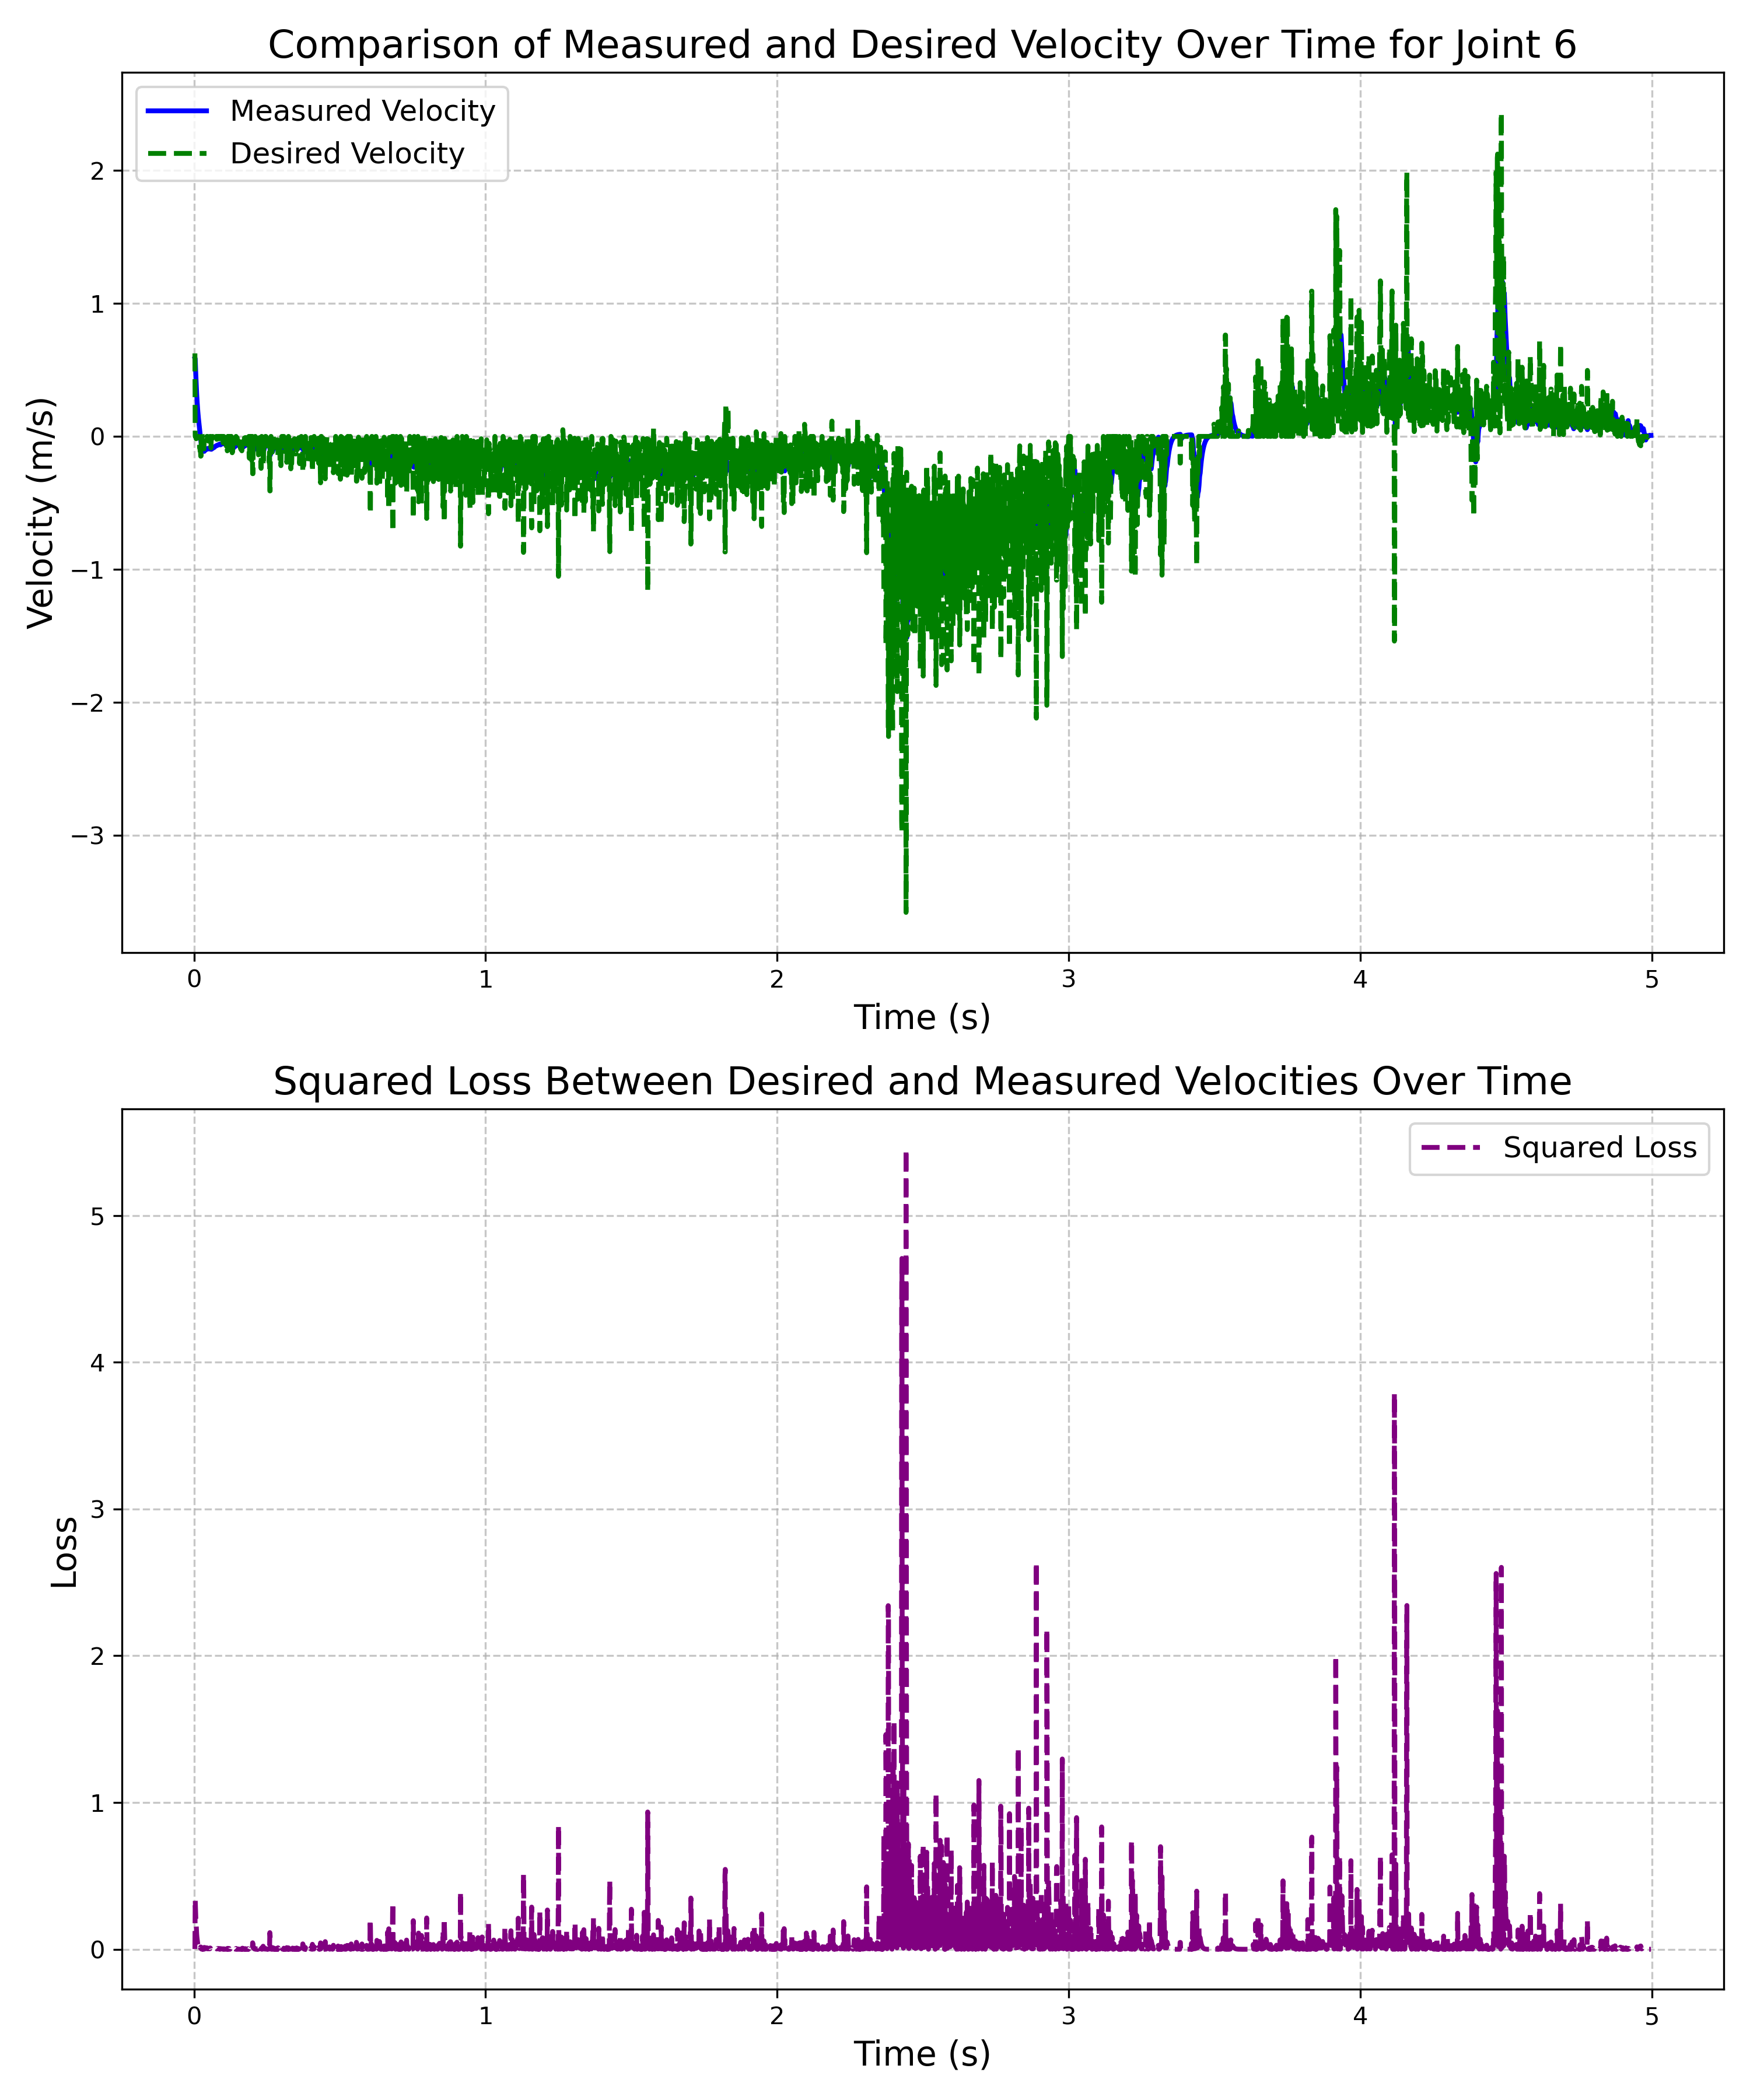 Comparison of Measured and Desired Velocity Over Time for Joint 6
Measured Velocity
Desired Velocity
Velocity (m/s)
2
1
0
−1
−2
−3
0 1 2 3 4 5
Time (s)
Squared Loss Between Desired and Measured Velocities Over Time
Squared Loss
Loss
5
4
3
2
1
0
0 1 2 3 4 5
Time (s)